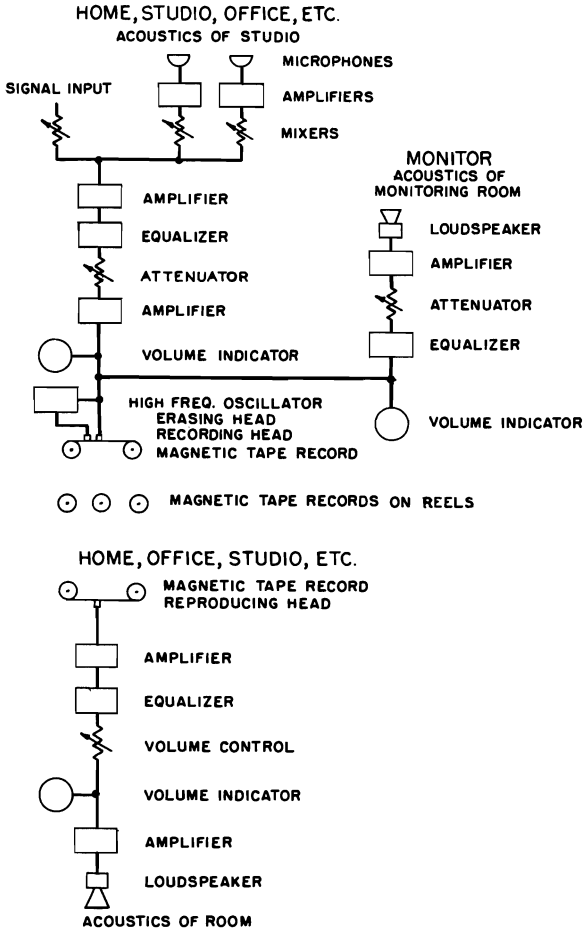 HOME, STUDIO, OFFICE, ETC.
ACOUSTICS OF STUDIO
MICROPHONES
SIGNAL INPUT
AMPLIFIERS
MIXERS
AMPLIFIER
EQUALIZER
ATTENUATOR
AMPLIFIER
VOLUME INDICATOR
HIGH FREQ. OSCILLATOR
ERASING HEAD
RECORDING HEAD
MAGNETIC TAPE RECORD
MONITOR
ACOUSTICS OF
MONITORING ROOM
LOUDSPEAKER
AMPLIFIER
ATTENUATOR
EQUALIZER
VOLUME INDICATOR
MAGNETIC TAPE RECORDS ON REELS
HOME, OFFICE, STUDIO, ETC.
MAGNETIC TAPE RECORD
REPRODUCING HEAD
AMPLIFIER
EQUALIZER
VOLUME CONTROL
VOLUME INDICATOR
AMPLIFIER
LOUDSPEAKER
ACOUSTICS OF ROOM